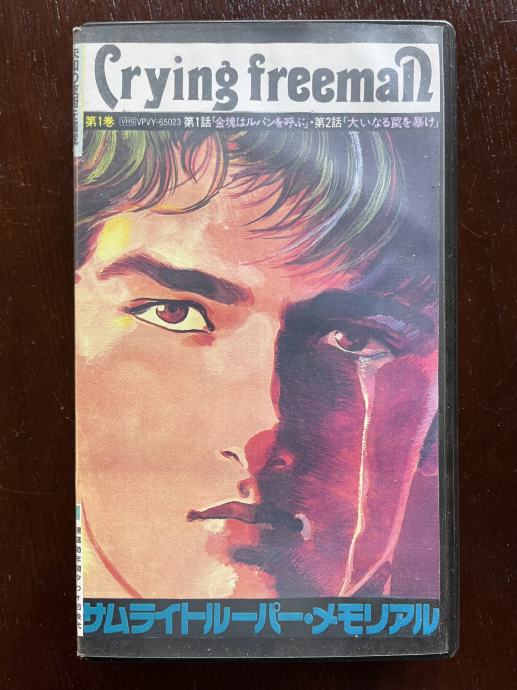 Crying freeman
第1巻 VHS VPVY-65023 第1話「金塊はルパンを呼ぶ」・第2話「大いなる罠を暴け」
サムライトルーパー・メモリアル